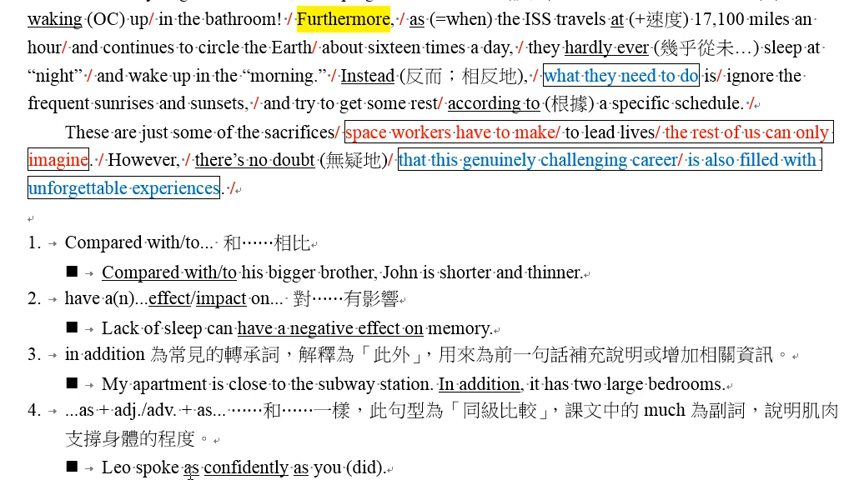 waking (OC) up/ in the bathroom! / Furthermore, / as (=when) the ISS travels at (+速度) 17,100 miles an
hour/ and continues to circle the Earth/ about sixteen times a day, / they hardly ever (幾乎從未…) sleep at
“night”/ and wake up in the “morning.” / Instead (反而；相反地), / what they need to do is/ ignore the
frequent sunrises and sunsets, / and try to get some rest/ according to (根據) a specific schedule. /
These are just some of the sacrifices/ space workers have to make/ to lead lives/ the rest of us can only
imagine. / However, / there’s no doubt (無疑地)/ that this genuinely challenging career/ is also filled with
unforgettable experiences. /
1. Compared with/to... 和⋯⋯相比
■ Compared with/to his bigger brother, John is shorter and thinner.
2. have a(n)...effect/impact on... 對⋯⋯有影響
■ Lack of sleep can have a negative effect on memory.
3. in addition 為常見的轉承詞，解釋為「此外」，用來為前一句話補充說明或增加相關資訊。
■ My apartment is close to the subway station. In addition, it has two large bedrooms.
4. ...as + adj./adv. + as... ⋯⋯和⋯⋯一樣，此句型為「同級比較」，課文中的 much 為副詞，說明肌肉
支撐身體的程度。
■ Leo spoke as confidently as you (did).